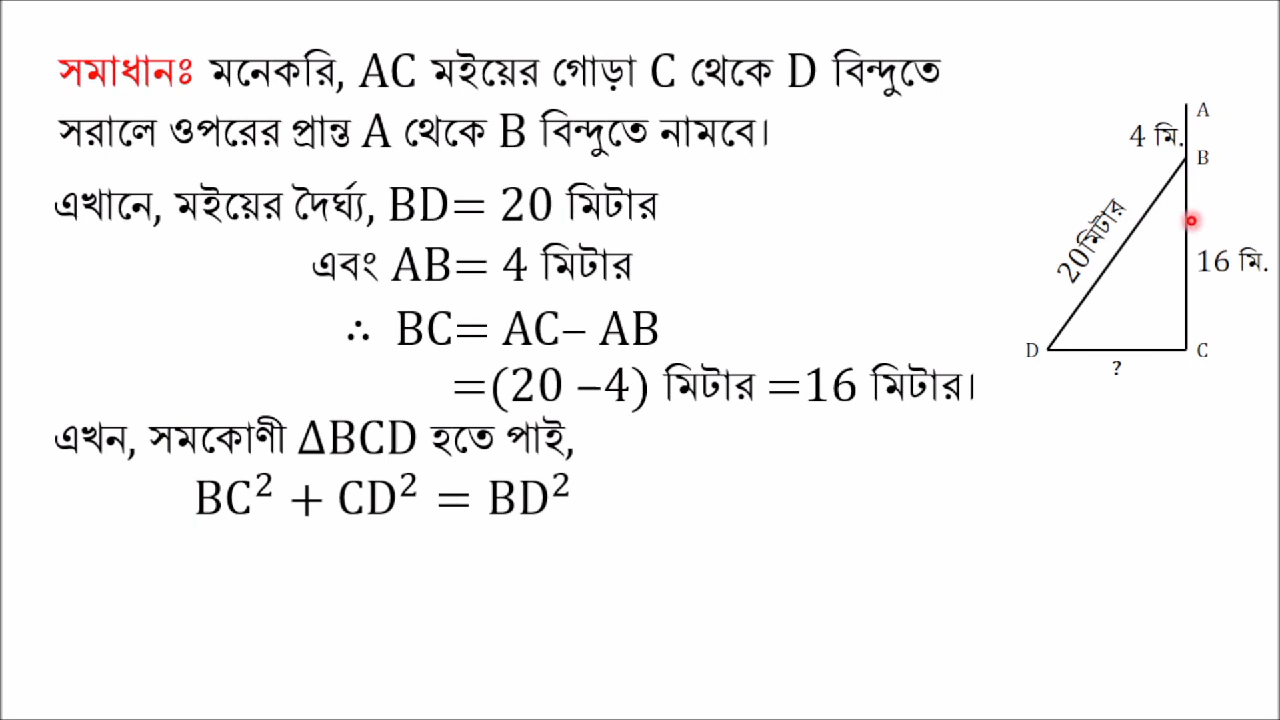 সমাধানঃ মনেকরি, AC মইয়ের গোড়া C থেকে D বিন্দুতে
সরালে ওপরের প্রান্ত A থেকে B বিন্দুতে নামবে।
এখানে, মইয়ের দৈর্ঘ্য, BD= 20 মিটার
এবং AB= 4 মিটার
∴ BC= AC– AB
=(20 –4) মিটার =16 মিটার।
এখন, সমকোণী ΔBCD হতে পাই,
BC² + CD² = BD²
A
4 মি.
B
20মিটার
16 মি.
D
C
?